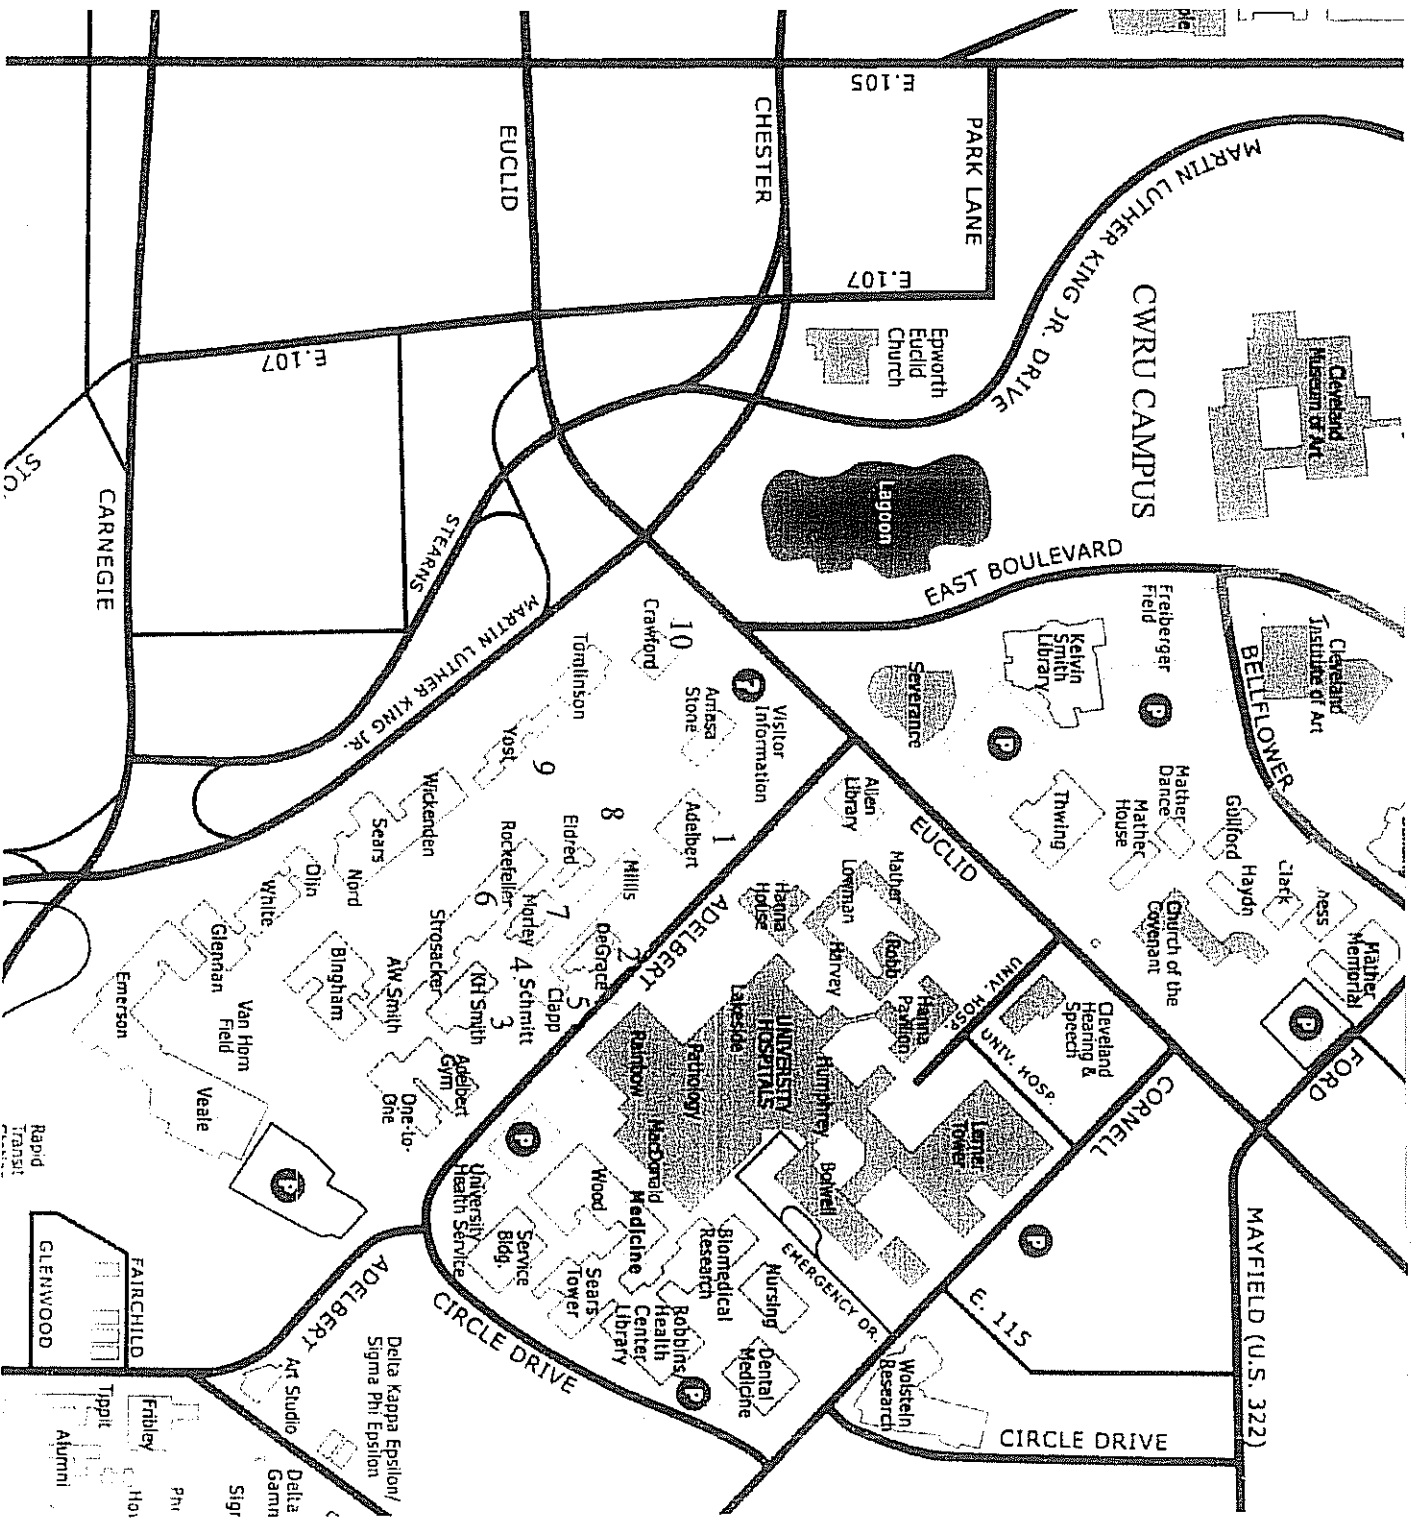 ple
E.105
PARK LANE
CHESTER
EUCLID
MARTIN LUTHER KING JR. DRIVE
E.107
E.107
CWRU CAMPUS
Cleveland
Museum of Art
Epworth
Euclid
Church
Lagoon
CARNEGIE
STEARNS
MARTIN LUTHER KING JR.
EAST BOULEVARD
Freiberger
Field
Kelvin
Smith
Library
Cleveland
Institute of Art
BELLFLOWER
10
Crawford
Tomlinson
Severance
P
P
Amasa
Stone
Visitor
Information
Yost
9
Wickenden
Sears
Nord
Olin
White
Glennan
Emerson
8
Eldred
Rockefeller
6
Adelbert
1
Mills
7
Morley
DeGrace
2
Strosacker
4
Schmitt
Clapp
5
KH Smith
3
AW Smith
Bingham
Van Horn
Field
Veale
Adelbert
Gym
One-to-
One
Allen
Library
Thwing
Mather
Dance
Mather
House
Guilford
Haydn
Clark
Mather
Memorial
Church of the
Covenant
EUCLID
ADELBERT
Mather
Lowman
Hanna
House
Harvey
Robb
Hanna
Pavilion
Lakeside
UNIVERSITY
HOSPITALS
Humphrey
Pathology
Rainbow
MacDonald
UNIV. HOSP.
UNIV. HOSP.
Cleveland
Hearing &
Speech
Lerner
Tower
Bolwell
CORNELL
FORD
P
P
P
P
P
Rapid
Transit
University
Health Service
Service
Bldg.
Wood
Medicine
Sears
Tower
Biomedical
Research
Nursing
Robbins
Health
Center
Library
Dental
Medicine
EMERGENCY DR.
E. 115
MAYFIELD (U.S. 322)
Wolstein
Research
CIRCLE DRIVE
CIRCLE DRIVE
ADELBERT
FAIRCHILD
GLENWOOD
Art Studio
Delta Kappa Epsilon/
Sigma Phi Epsilon
Tippit
Fribley
Alumni
Delta